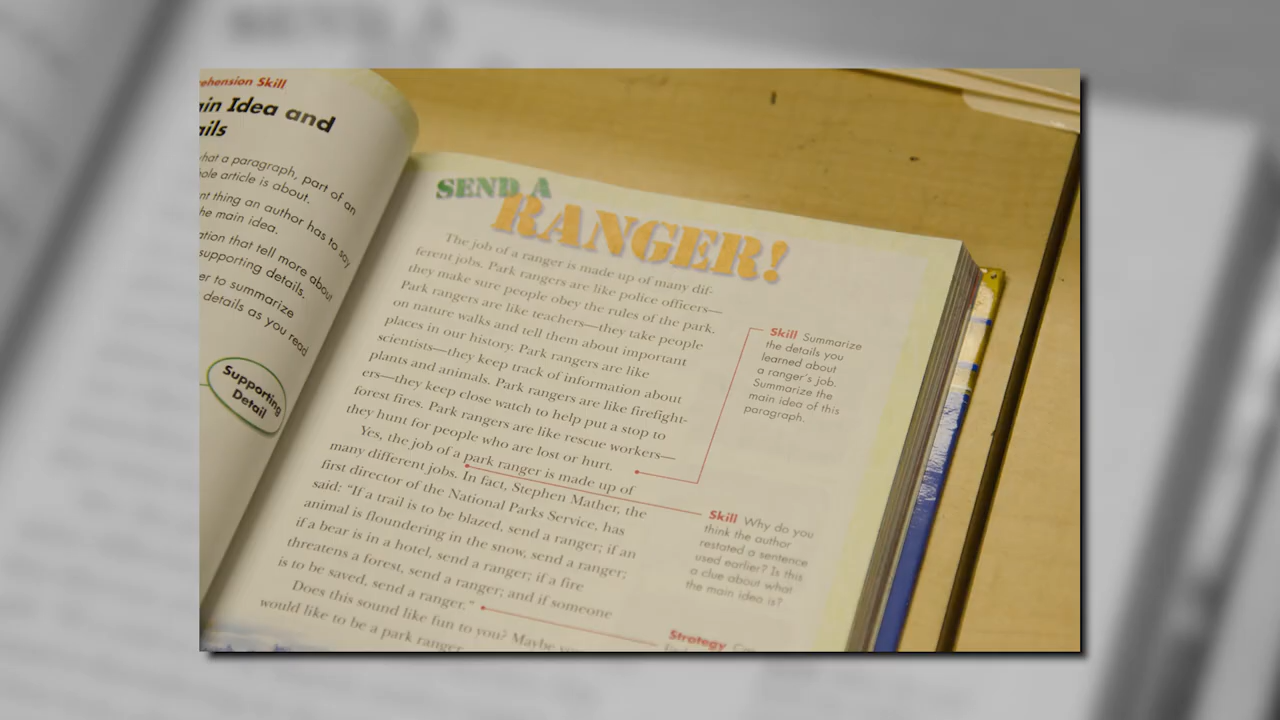 ehension Skill
ain Idea and
ails
what a paragraph, part of an
ole article is about.
nt thing an author has to say
he main idea.
ation that tell more about
supporting details.
er to summarize
details as you read
Supporting
Detail
SEND A
RANGER!
The job of a ranger is made up of many dif-
ferent jobs. Park rangers are like police officers—
they make sure people obey the rules of the park.
Park rangers are like teachers—they take people
on nature walks and tell them about important
places in our history. Park rangers are like
scientists—they keep track of information about
plants and animals. Park rangers are like firefight-
ers—they keep close watch to help put a stop to
forest fires. Park rangers are like rescue workers—
they hunt for people who are lost or hurt.
Yes, the job of a park ranger is made up of
many different jobs. In fact, Stephen Mather, the
first director of the National Parks Service, has
said: "If a trail is to be blazed, send a ranger; if an
animal is floundering in the snow, send a ranger;
if a bear is in a hotel, send a ranger; if a fire
threatens a forest, send a ranger; and if someone
is to be saved, send a ranger."
Does this sound like fun to you? Maybe
would like to be a park ranger
Skill Summarize
the details you
learned about
a ranger's job.
Summarize the
main idea of this
paragraph.
Skill Why do you
think the author
restated a sentence
used earlier? Is this
a clue about what
the main idea is?
Strategy